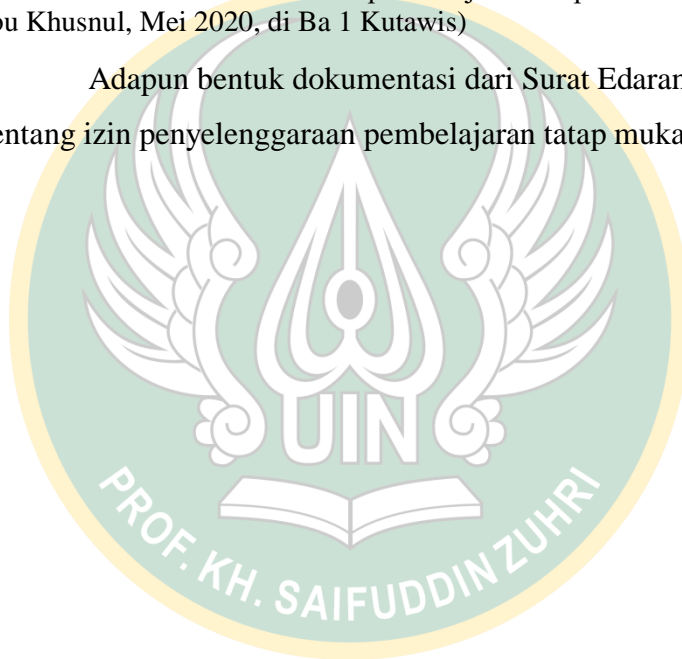 bu Khusnul, Mei 2020, di Ba 1 Kutawis)
Adapun bentuk dokumentasi dari Surat Edaran
entang izin penyelenggaraan pembelajaran tatap muka
UIN
PROF. KH. SAIFUDDIN ZUHRI